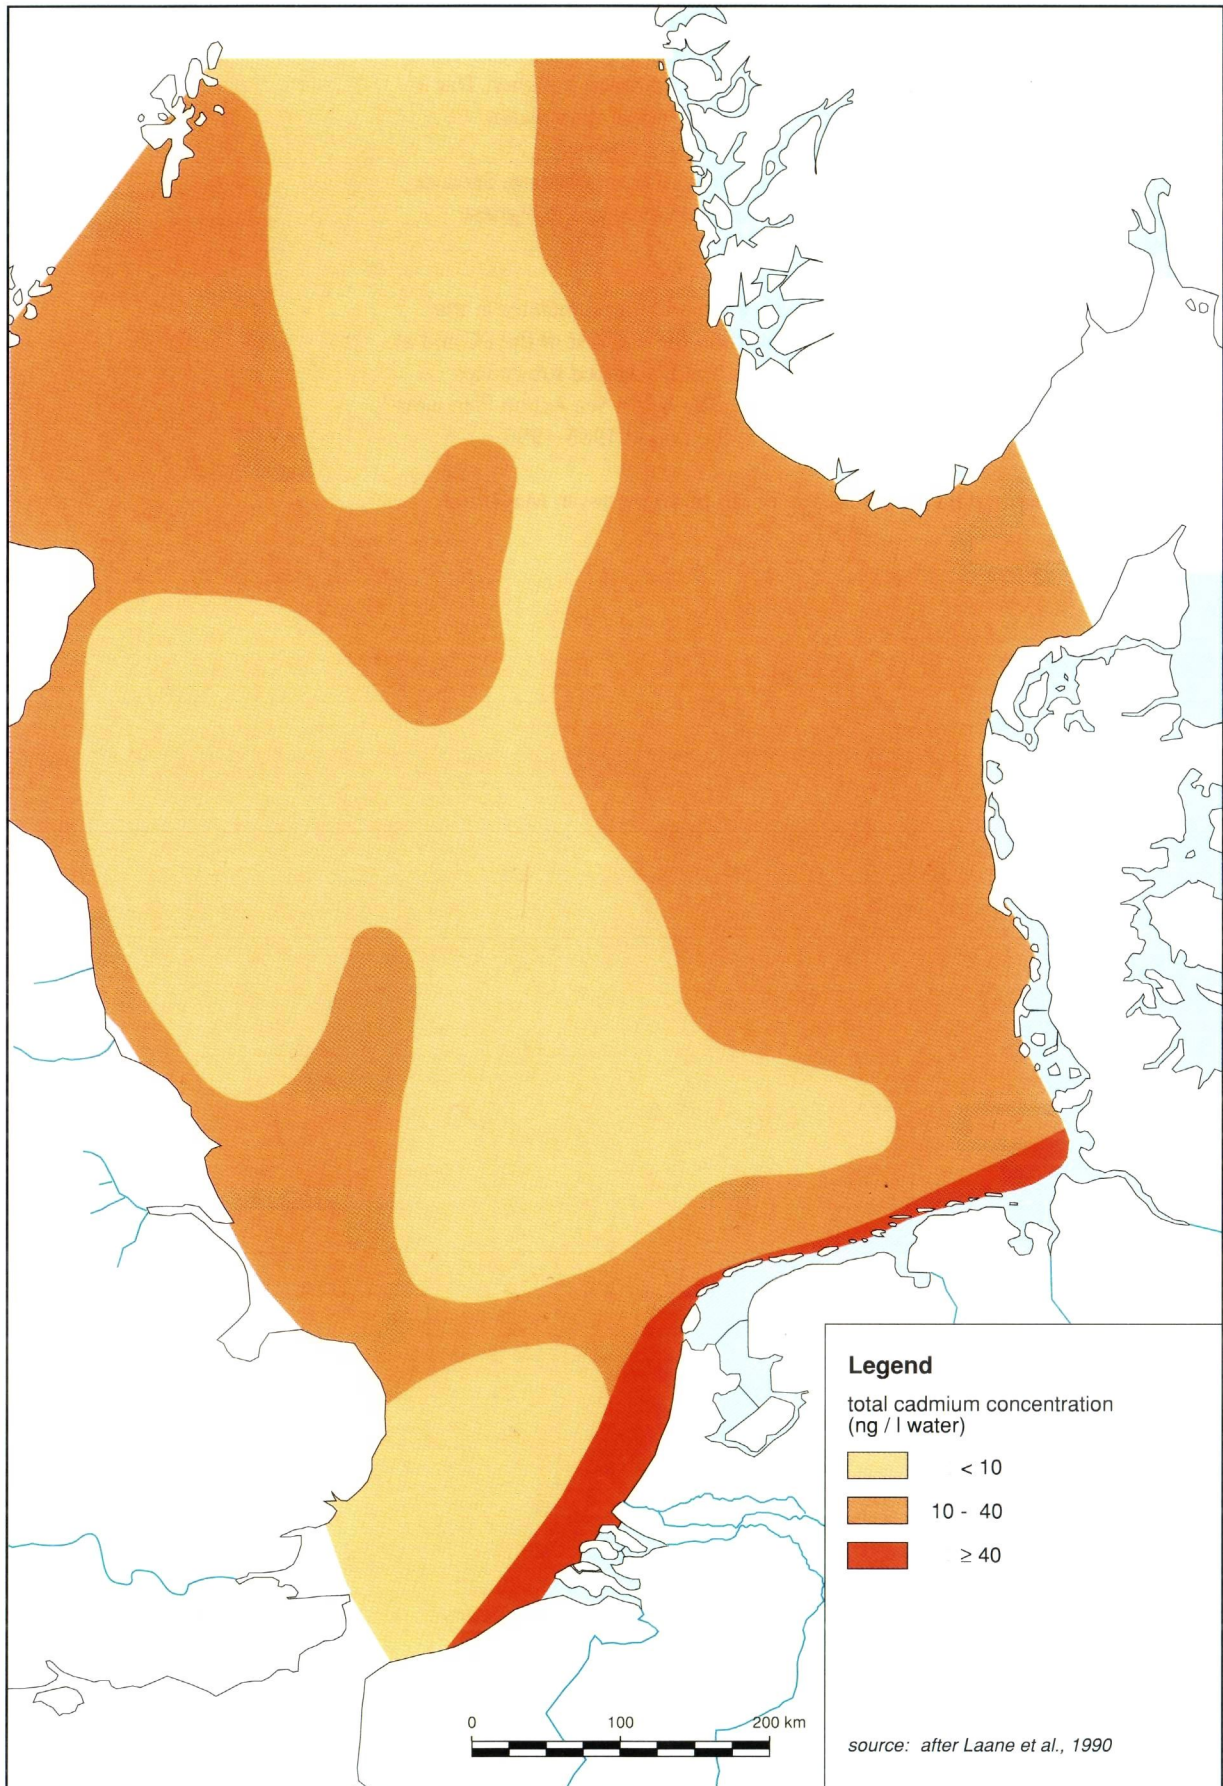 Legend
total cadmium concentration
(ng / l water)
< 10
10 - 40
≥ 40
0 100 200 km
source: after Laane et al., 1990